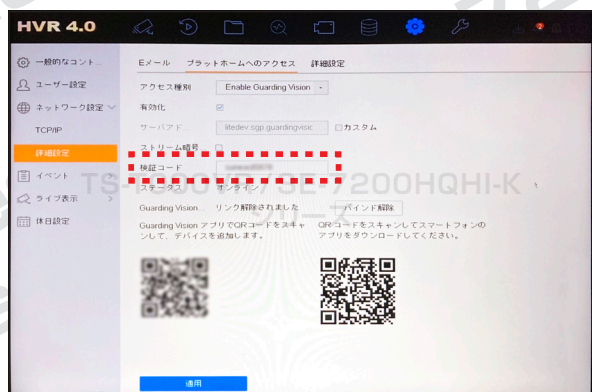 HVR 4.0
一般的なコント...
ユーザー設定
ネットワーク設定
TCP/IP
詳細設定
イベント
ライブ表示
休日設定
Eメール プラットホームへのアクセス 詳細設定
アクセス種別 Enable Guarding Vision
有効化
サーバアド... litedev.sgp.guardingvisic カスタム
ストリーム暗号...
検証コード
ステータス オンライン
Guarding Vision... リンク解除されました バインド解除
Guarding Vision アプリでQRコードをスキャンして、デバイスを追加します。
QRコードをスキャンしてスマートフォンのアプリをダウンロードしてください。
適用
シリーズ